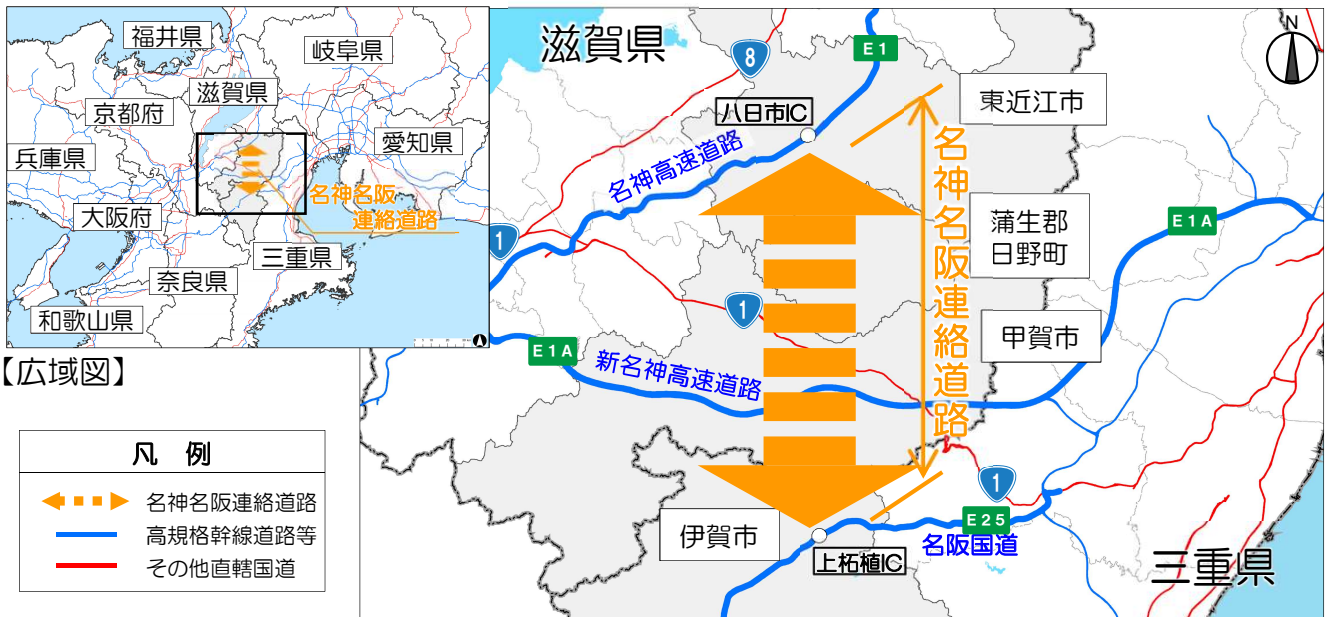 福井県
岐阜県
滋賀県
京都府
兵庫県
愛知県
大阪府
名神名阪
連絡道路
三重県
奈良県
和歌山県
【広域図】
凡 例
名神名阪連絡道路
高規格幹線道路等
その他直轄国道
滋賀県
8
E1
N
八日市IC
東近江市
名神高速道路
名神名阪連絡道路
蒲生郡
日野町
E1A
1
1
甲賀市
E1A
新名神高速道路
1
伊賀市
E25
名阪国道
上柘植IC
三重県